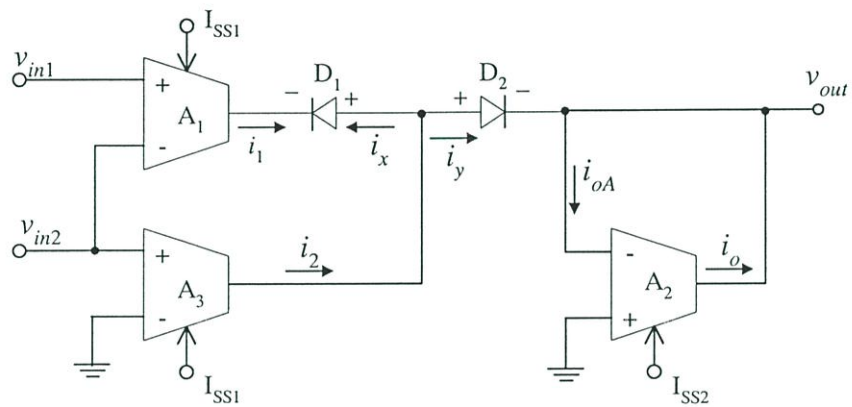 I_SS1
v_in1
+
A_1
-
i_1
-
D_1
+
i_x
+
D_2
-
i_y
v_out
i_oA
v_in2
+
A_3
-
i_2
I_SS1
-
A_2
+
i_o
I_SS2